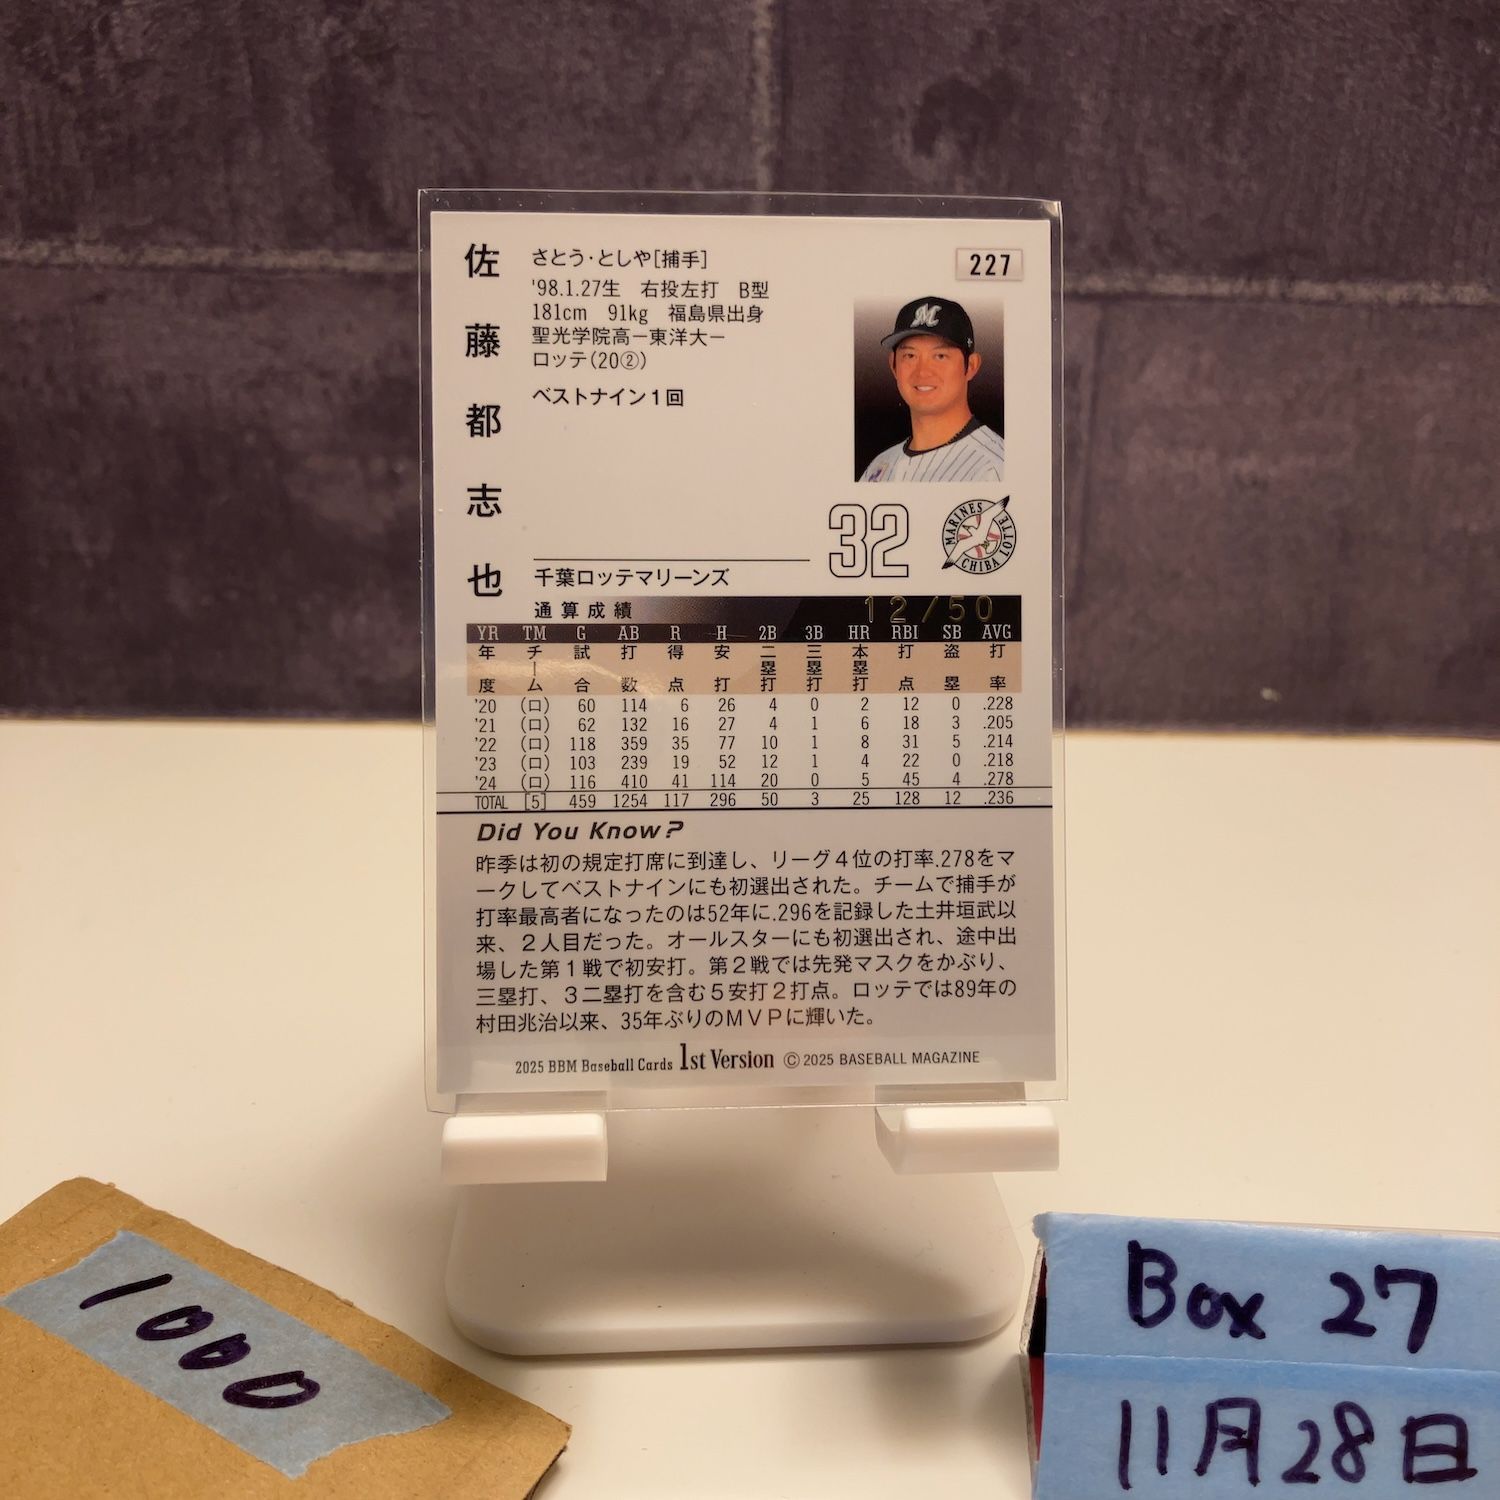 佐藤都志也
さとう・としや[捕手]
'98.1.27生 右投左打 B型
181cm 91kg 福島県出身
聖光学院高ー東洋大ー
ロッテ(20②)
ベストナイン1回
227
M
32
MARINES
CHIBA LOTTE
千葉ロッテマリーンズ
通算成績
12/50
YR TM G AB R H 2B 3B HR RBI SB AVG
年度 チーム 試合 打数 得点 安打 二塁打 三塁打 本塁打 打点 盗塁 打率
'20 (ロ) 60 114 6 26 4 0 2 12 0 .228
'21 (ロ) 62 132 16 27 4 1 6 18 3 .205
'22 (ロ) 118 359 35 77 10 1 8 31 5 .214
'23 (ロ) 103 239 19 52 12 1 4 22 0 .218
'24 (ロ) 116 410 41 114 20 0 5 45 4 .278
TOTAL [5] 459 1254 117 296 50 3 25 128 12 .236
Did You Know?
昨季は初の規定打席に到達し、リーグ4位の打率.278をマ
ークしてベストナインにも初選出された。チームで捕手が
打率最高者になったのは52年に.296を記録した土井垣武以
来、2人目だった。オールスターにも初選出され、途中出
場した第1戦で初安打。第2戦では先発マスクをかぶり、
三塁打、3二塁打を含む5安打2打点。ロッテでは89年の
村田兆治以来、35年ぶりのMVPに輝いた。
2025 BBM Baseball Cards 1st Version © 2025 BASEBALL MAGAZINE
1000
Box 27
11月28日